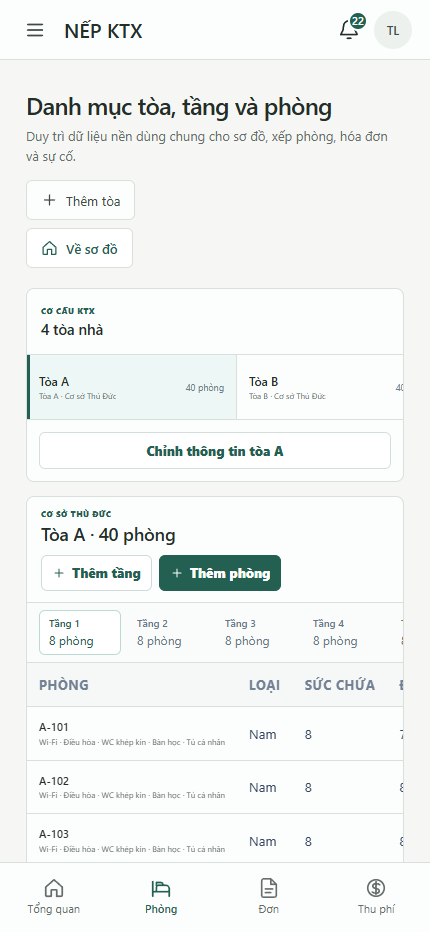 NẾP KTX
22
TL
Danh mục tòa, tầng và phòng
Duy trì dữ liệu nền dùng chung cho sơ đồ, xếp phòng, hóa đơn
và sự cố.
Thêm tòa
Về sơ đồ
CƠ CẤU KTX
4 tòa nhà
Tòa A
40 phòng
Tòa A · Cơ sở Thủ Đức
Tòa B
40
Tòa B · Cơ sở Thủ Đức
Chỉnh thông tin tòa A
CƠ SỞ THỦ ĐỨC
Tòa A · 40 phòng
Thêm tầng
Thêm phòng
Tầng 1
Tầng 2
Tầng 3
Tầng 4
8 phòng
8 phòng
8 phòng
8 phòng
PHÒNG LOẠI SỨC CHỨA
A-101
Wi-Fi · Điều hòa · WC khép kín · Bàn học · Tủ cá nhân
Nam 8
A-102
Wi-Fi · Điều hòa · WC khép kín · Bàn học · Tủ cá nhân
Nam 8
A-103
Wi-Fi · Điều hòa · WC khép kín · Bàn học · Tủ cá nhân
Nam 8
Tổng quan
Phòng
Đơn
Thu phí